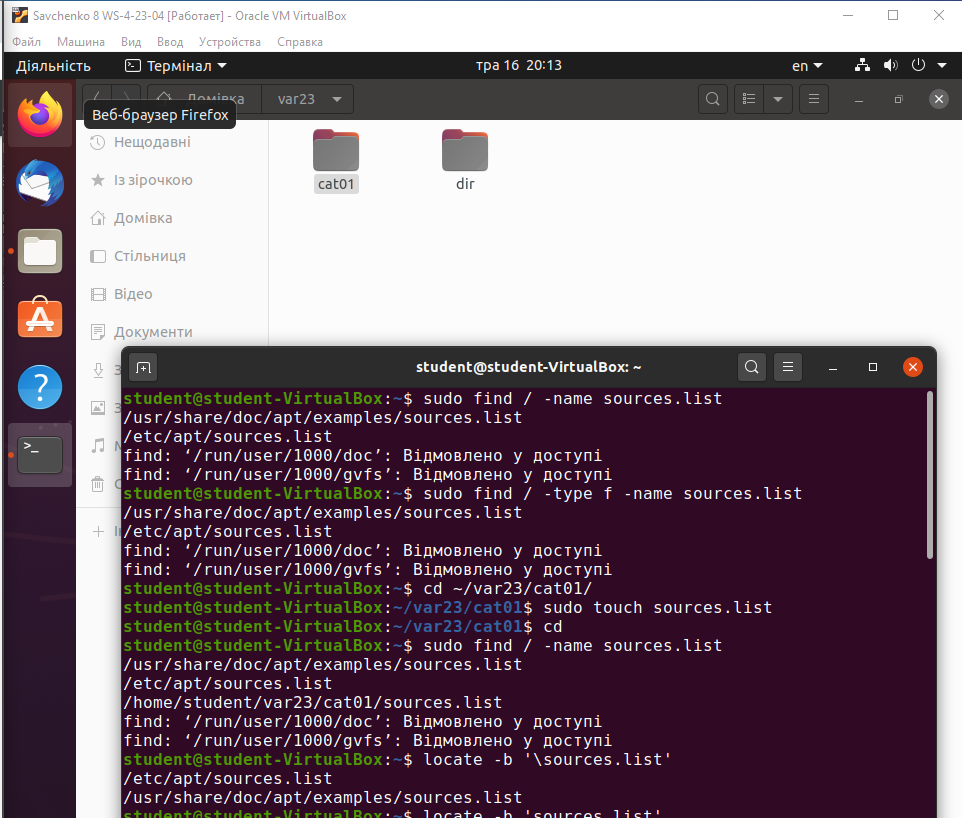 Savchenko 8 WS-4-23-04 [Работает] - Oracle VM VirtualBox
Файл Машина Вид Ввод Устройства Справка
Діяльність Термінал тра 16 20:13 en
Домівка var23
Веб-браузер Firefox
Нещодавні
Із зірочкою
Домівка
Стільниця
Відео
Документи
cat01 dir
student@student-VirtualBox: ~
student@student-VirtualBox:~$ sudo find / -name sources.list
/usr/share/doc/apt/examples/sources.list
/etc/apt/sources.list
find: ‘/run/user/1000/doc’: Відмовлено у доступі
find: ‘/run/user/1000/gvfs’: Відмовлено у доступі
student@student-VirtualBox:~$ sudo find / -type f -name sources.list
/usr/share/doc/apt/examples/sources.list
/etc/apt/sources.list
find: ‘/run/user/1000/doc’: Відмовлено у доступі
find: ‘/run/user/1000/gvfs’: Відмовлено у доступі
student@student-VirtualBox:~$ cd ~/var23/cat01/
student@student-VirtualBox:~/var23/cat01$ sudo touch sources.list
student@student-VirtualBox:~/var23/cat01$ cd
student@student-VirtualBox:~$ sudo find / -name sources.list
/usr/share/doc/apt/examples/sources.list
/etc/apt/sources.list
/home/student/var23/cat01/sources.list
find: ‘/run/user/1000/doc’: Відмовлено у доступі
find: ‘/run/user/1000/gvfs’: Відмовлено у доступі
student@student-VirtualBox:~$ locate -b '\sources.list'
/etc/apt/sources.list
/usr/share/doc/apt/examples/sources.list
student@student-VirtualBox:~$ locate -b 'sources.list'